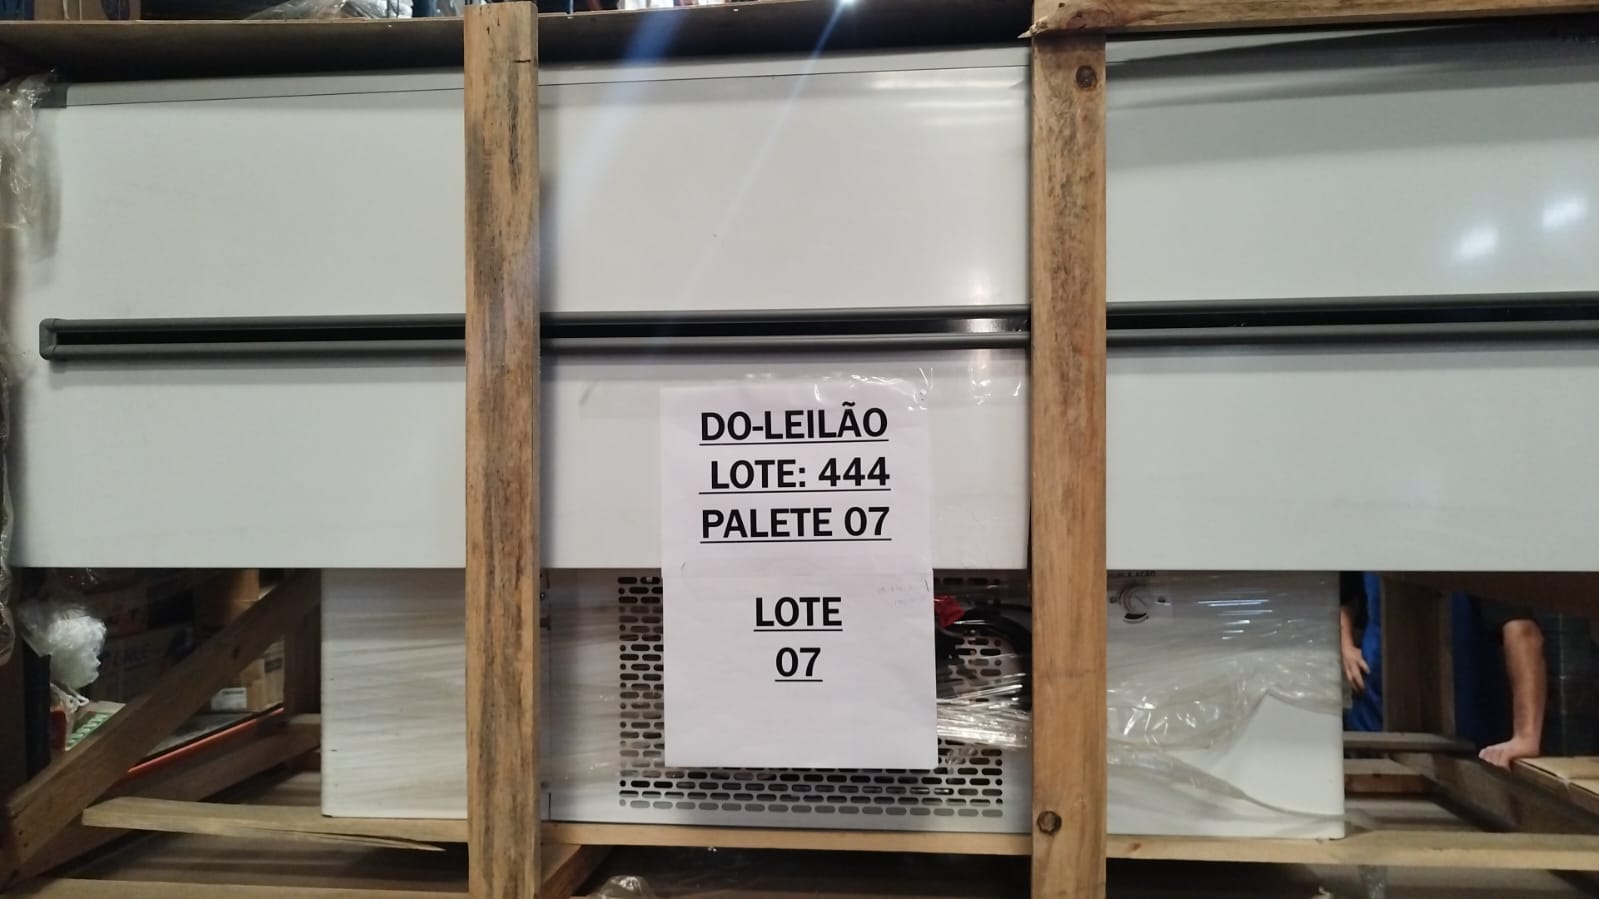 DO-LEILÃO
LOTE: 444
PALETE 07
LOTE
07